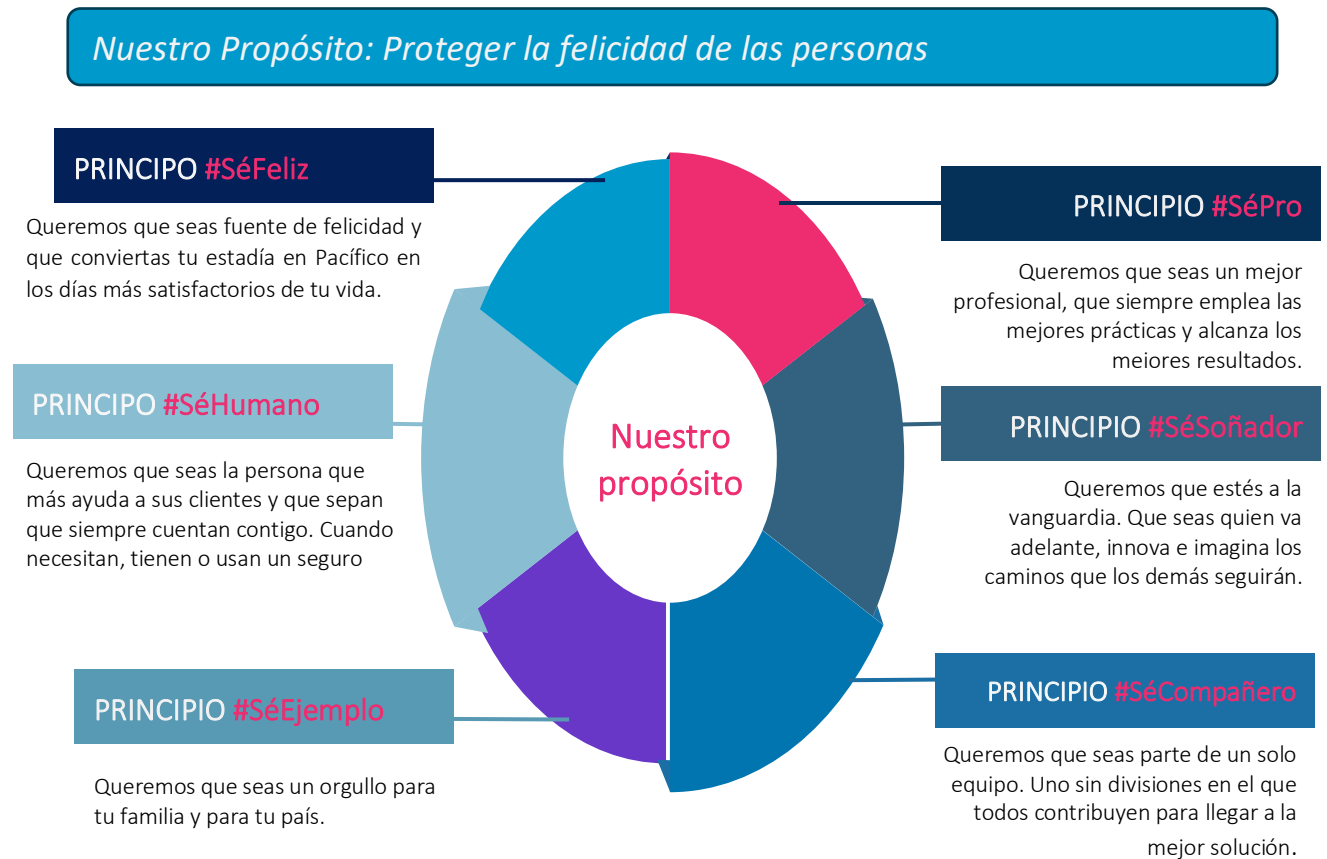 Nuestro Propósito: Proteger la felicidad de las personas
PRINCIPO #SéFeliz
Queremos que seas fuente de felicidad y
que conviertas tu estadía en Pacífico en
los días más satisfactorios de tu vida.
PRINCIPO #SéHumano
Queremos que seas la persona que
más ayuda a sus clientes y que sepan
que siempre cuentan contigo. Cuando
necesitan, tienen o usan un seguro
PRINCIPIO #SéEjemplo
Queremos que seas un orgullo para
tu familia y para tu país.
Nuestro
propósito
PRINCIPIO #SéPro
Queremos que seas un mejor
profesional, que siempre emplea las
mejores prácticas y alcanza los
meiores resultados.
PRINCIPIO #SéSoñador
Queremos que estés a la
vanguardia. Que seas quien va
adelante, innova e imagina los
caminos que los demás seguirán.
PRINCIPIO #SéCompañero
Queremos que seas parte de un solo
equipo. Uno sin divisiones en el que
todos contribuyen para llegar a la
mejor solución.